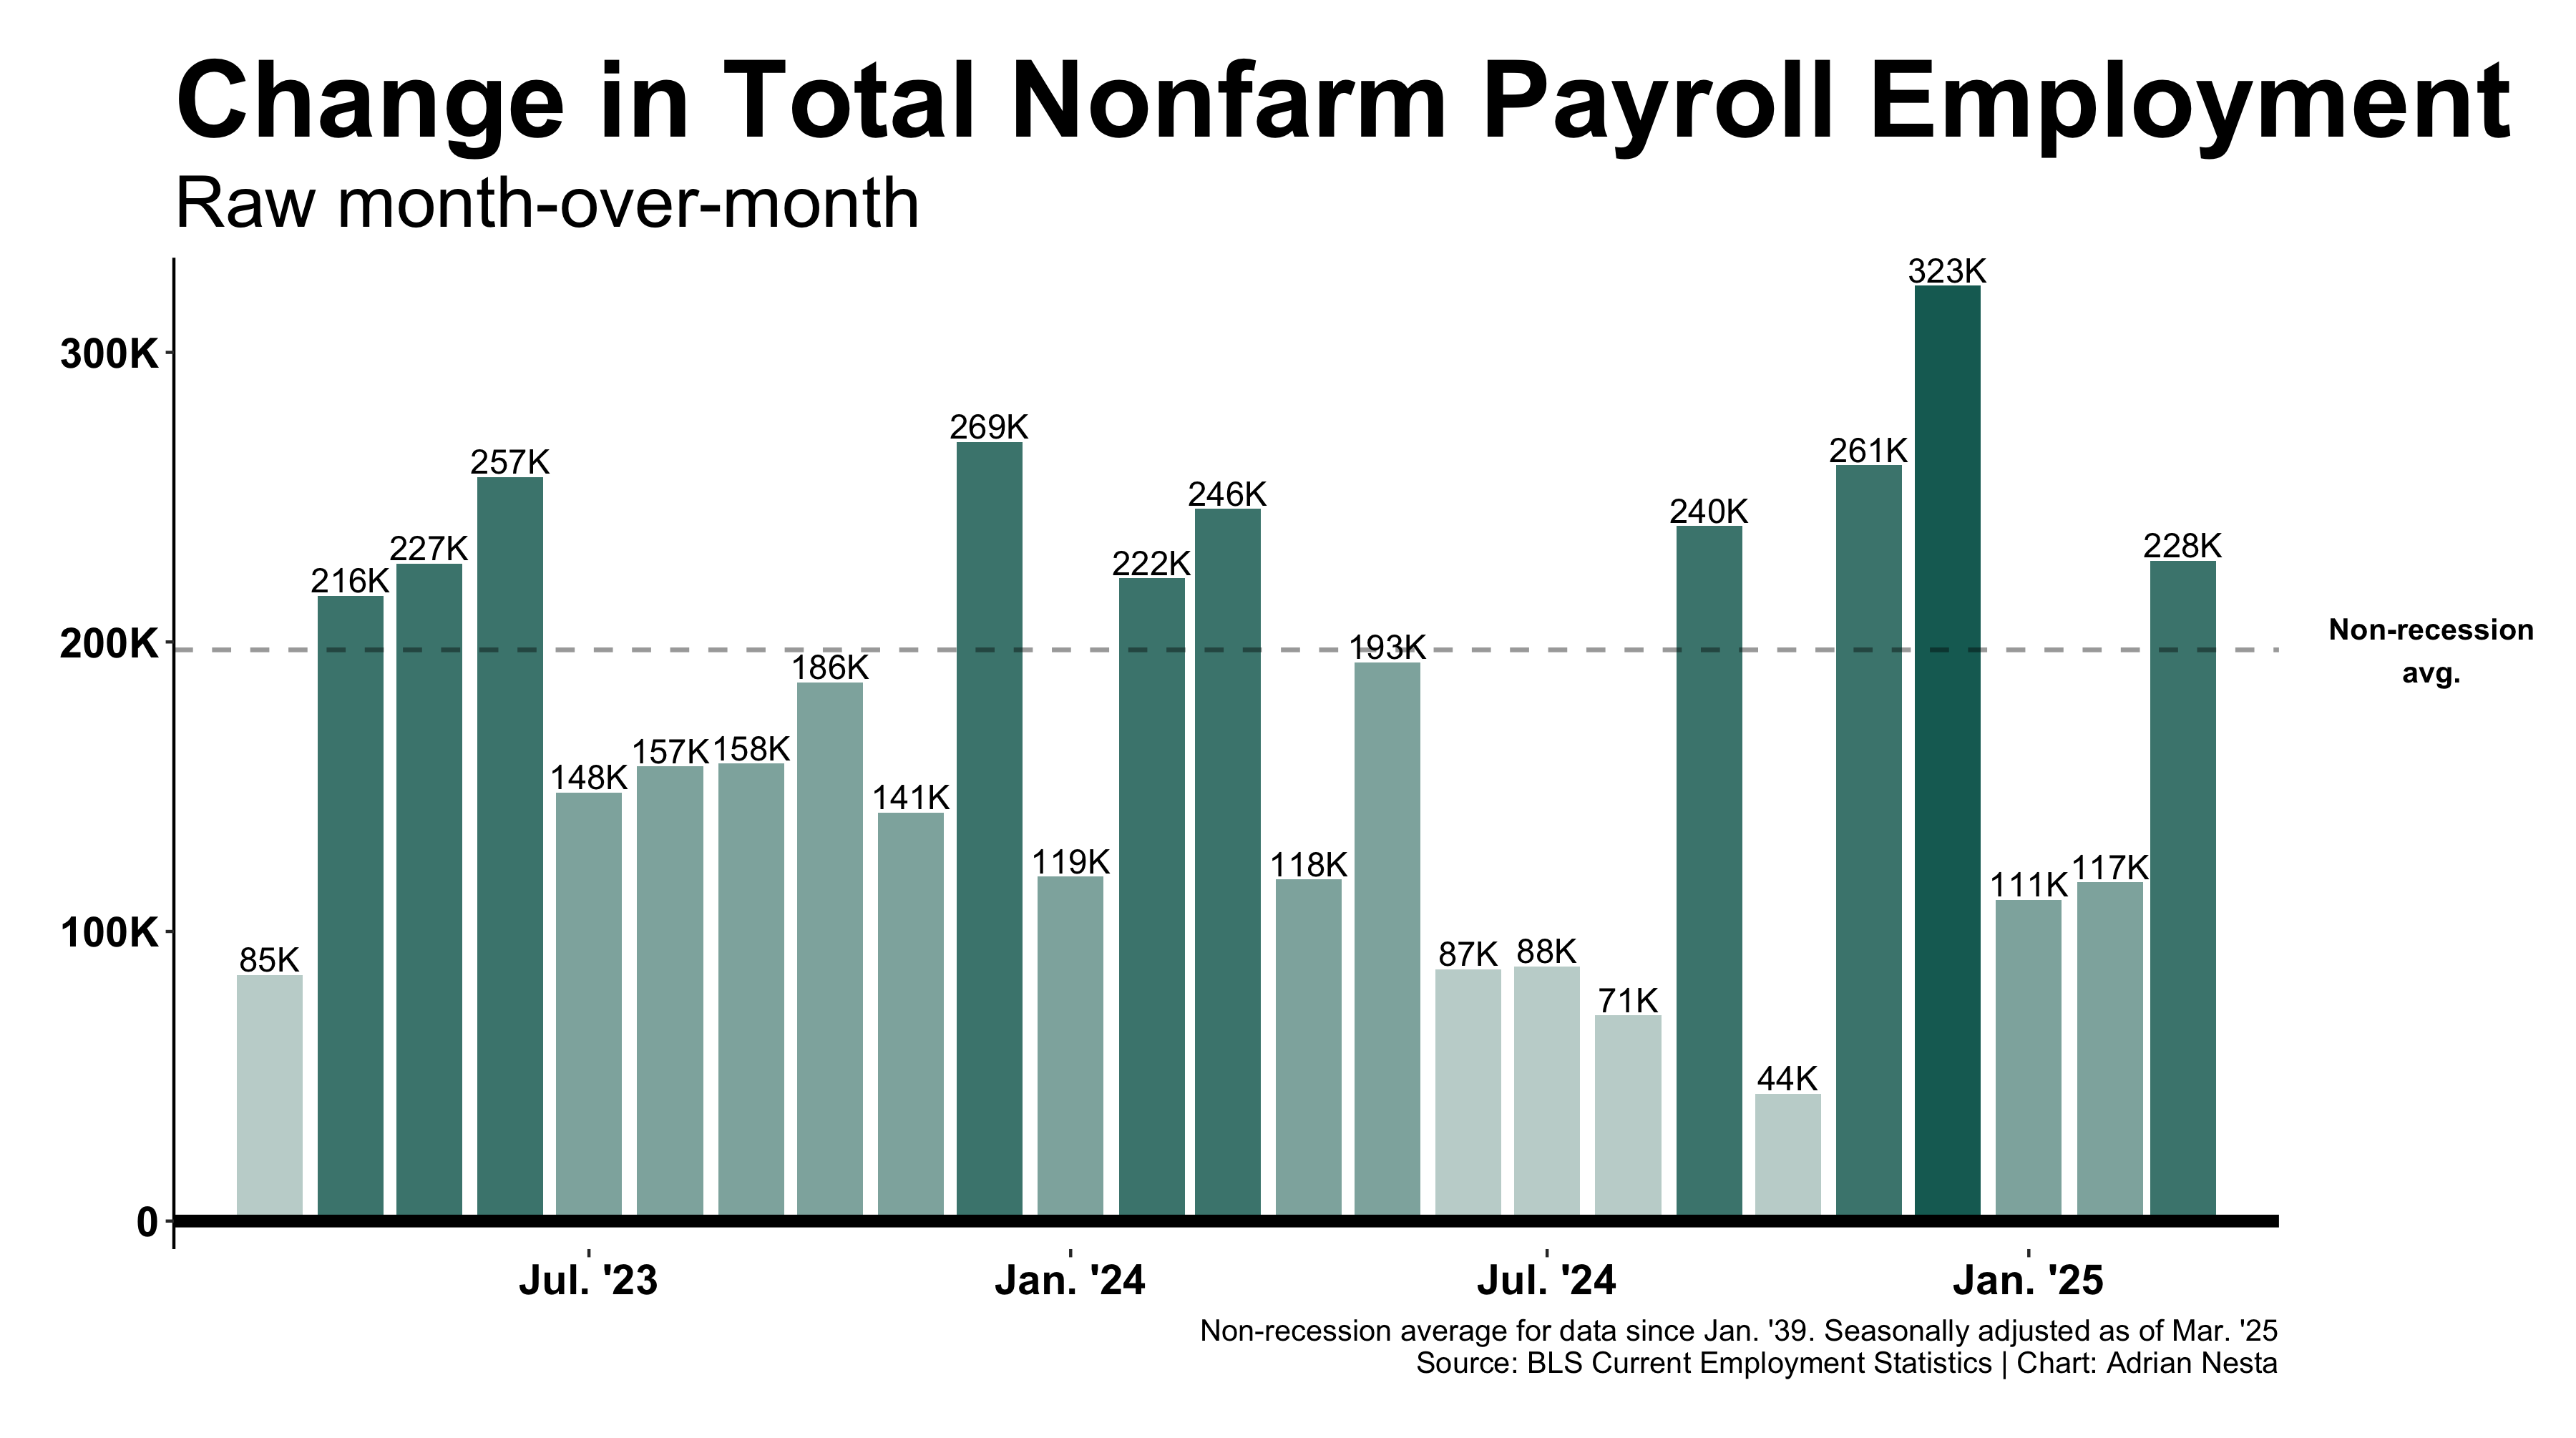 Change in Total Nonfarm Payroll Employment
Raw month-over-month
300K
200K
100K
0
85K
216K
227K
257K
148K
157K
158K
186K
141K
269K
119K
222K
246K
118K
193K
87K
88K
71K
240K
44K
261K
323K
111K
117K
228K
Non-recession
avg.
Jul. '23
Jan. '24
Jul. '24
Jan. '25
Non-recession average for data since Jan. '39. Seasonally adjusted as of Mar. '25
Source: BLS Current Employment Statistics | Chart: Adrian Nesta